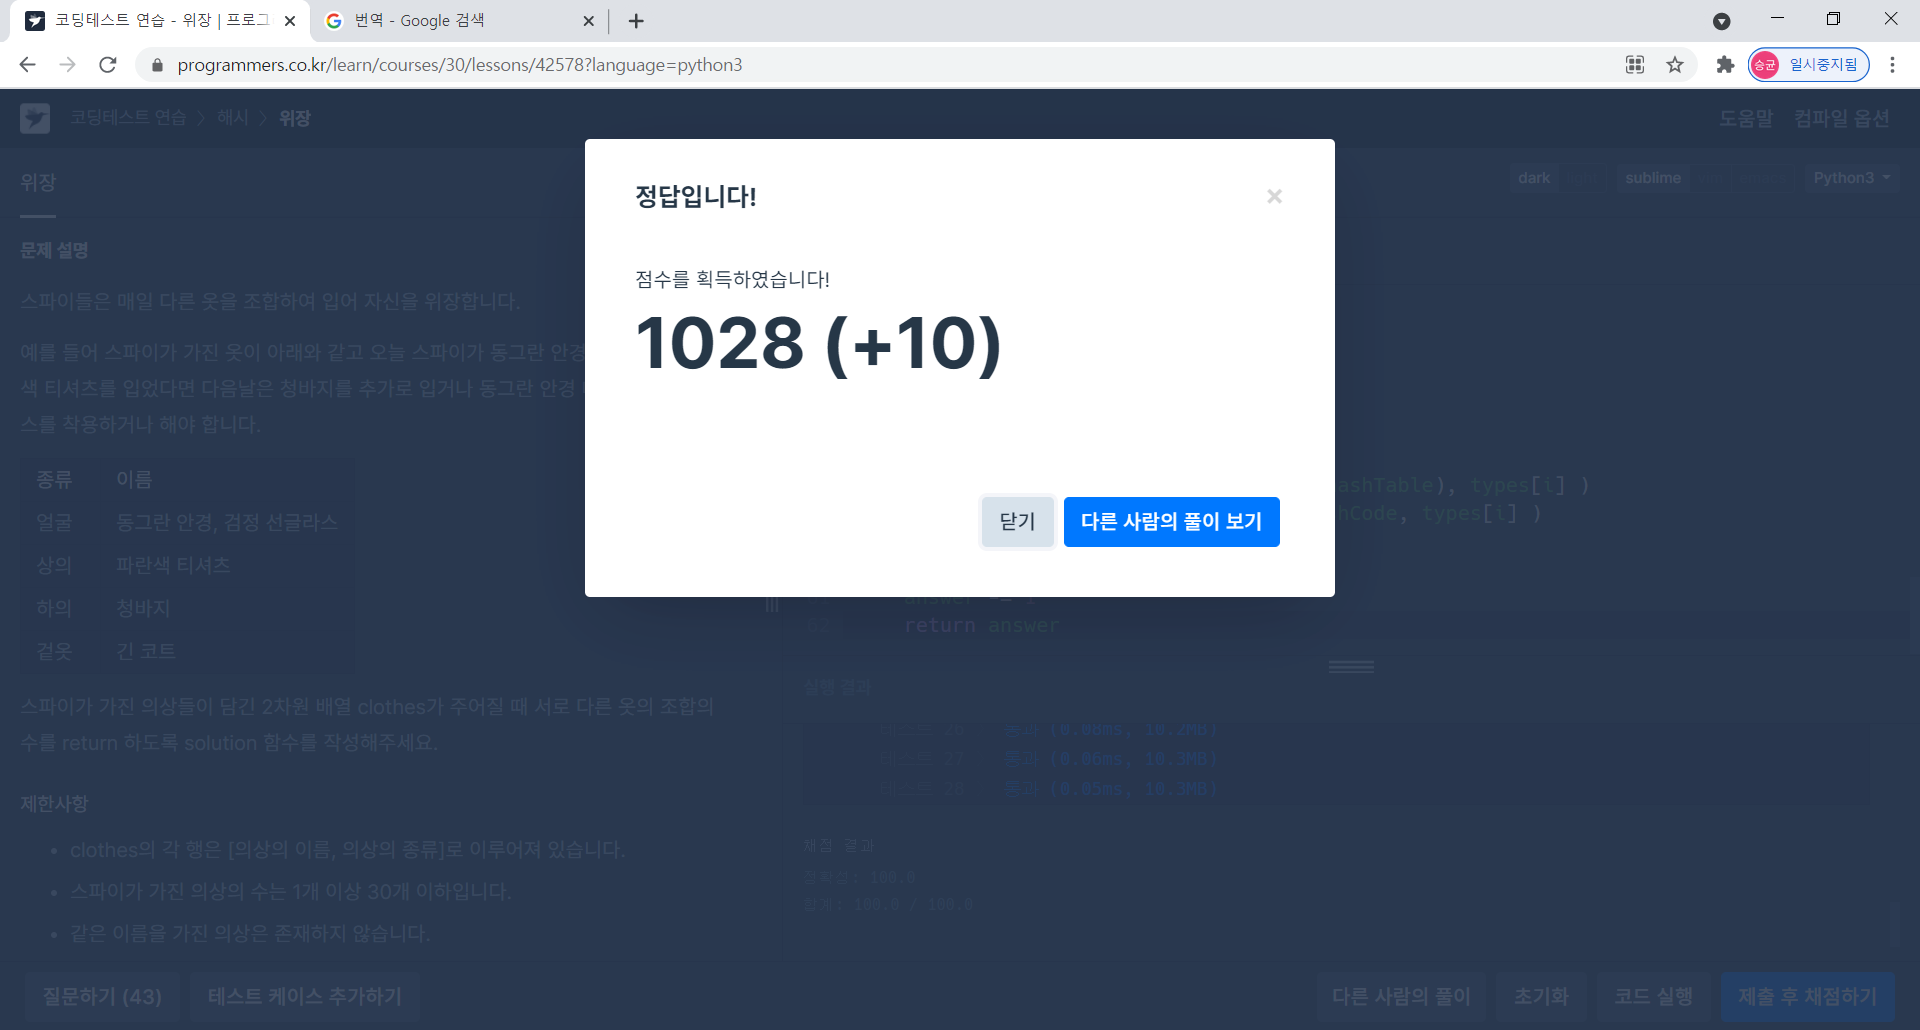 코딩테스트 연습 - 위장 | 프로그
번역 - Google 검색
programmers.co.kr/learn/courses/30/lessons/42578?language=python3
승균 일시중지됨
코딩테스트 연습 > 해시 > 위장
도움말 컴파일 옵션
위장
dark
sublime
Python3
문제 설명
스파이들은 매일 다른 옷을 조합하여 입어 자신을 위장합니다.
예를 들어 스파이가 가진 옷이 아래와 같고 오늘 스파이가 동그란 안경
색 티셔츠를 입었다면 다음날은 청바지를 추가로 입거나 동그란 안경
스를 착용하거나 해야 합니다.
종류 이름
얼굴 동그란 안경, 검정 선글라스
상의 파란색 티셔츠
하의 청바지
겉옷 긴 코트
스파이가 가진 의상들이 담긴 2차원 배열 clothes가 주어질 때 서로 다른 옷의 조합의
수를 return 하도록 solution 함수를 작성해주세요.
제한사항
• clothes의 각 행은 [의상의 이름, 의상의 종류]로 이루어져 있습니다.
• 스파이가 가진 의상의 수는 1개 이상 30개 이하입니다.
• 같은 이름을 가진 의상은 존재하지 않습니다.
정답입니다!
×
점수를 획득하였습니다!
1028 (+10)
닫기
다른 사람의 풀이 보기
ashTable), types[i] )
hCode, types[i] )
answer -= 1
62 return answer
실행 결과
통과 (0.06ms, 10.2MB)
테스트 27 통과 (0.06ms, 10.3MB)
테스트 28 통과 (0.05ms, 10.3MB)
채점 결과
정확성: 100.0
합계: 100.0 / 100.0
질문하기 (43)
테스트 케이스 추가하기
다른 사람의 풀이
초기화
코드 실행
제출 후 채점하기